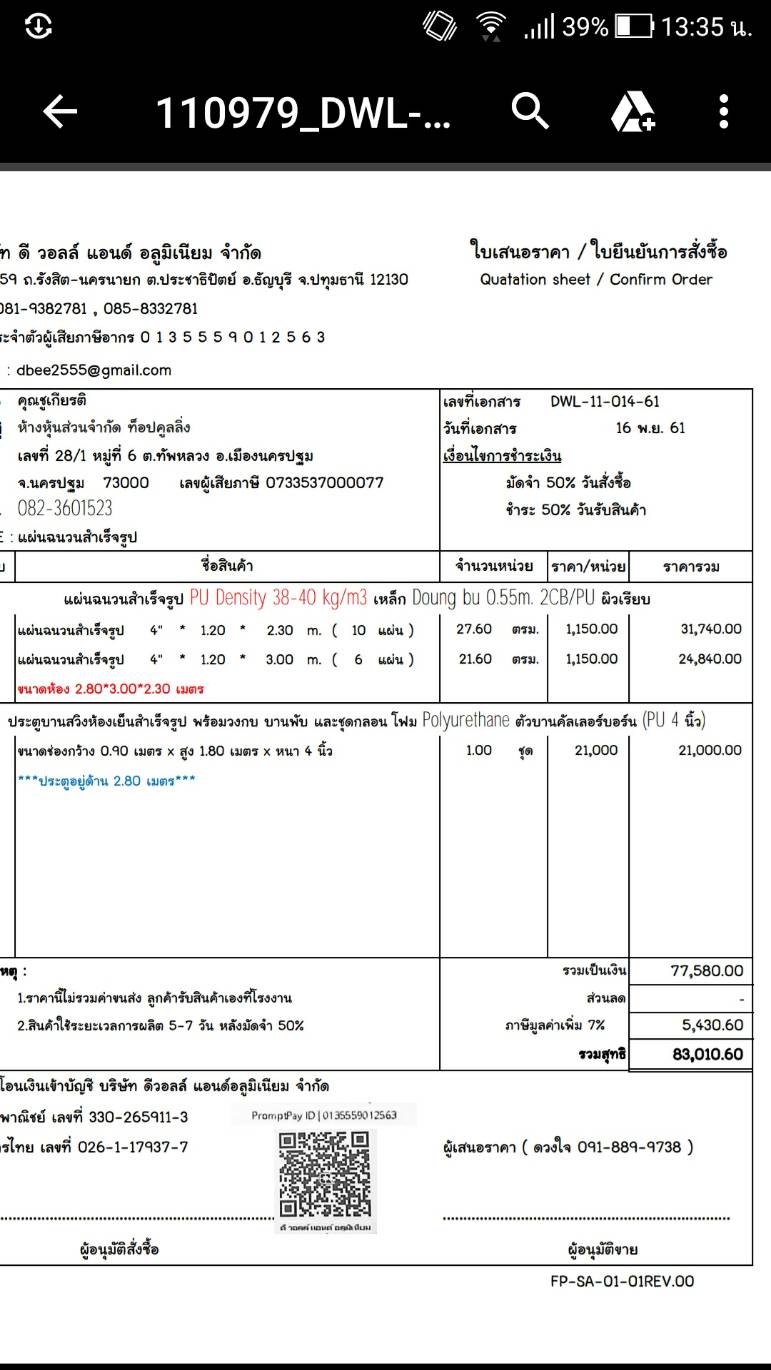 39% 13:35 น.
110979_DWL-...
ดี วอลล์ แอนด์ อลูมิเนียม จำกัด
ใบเสนอราคา / ใบยืนยันการสั่งซื้อ
59 ถ.รังสิต-นครนายก ต.ประชาธิปัตย์ อ.ธัญบุรี จ.ปทุมธานี 12130
Quatation sheet / Confirm Order
081-9382781 , 085-8332781
ระจำตัวผู้เสียภาษีอากร 0 1 3 5 5 5 9 0 1 2 5 6 3
: dbee2555@gmail.com
คุณชูเกียรติ
เลขที่เอกสาร DWL-11-014-61
ห้างหุ้นส่วนจำกัด ท็อปคูลลิ่ง
วันที่เอกสาร 16 พ.ย. 61
เลขที่ 28/1 หมู่ที่ 6 ต.ทัพหลวง อ.เมืองนครปฐม
เงื่อนไขการชำระเงิน
จ.นครปฐม 73000 เลขผู้เสียภาษี 0733537000077
มัดจำ 50% วันสั่งซื้อ
082-3601523
ชำระ 50% วันรับสินค้า
: แผ่นฉนวนสำเร็จรูป
ชื่อสินค้า จำนวนหน่วย ราคา/หน่วย ราคารวม
แผ่นฉนวนสำเร็จรูป PU Density 38-40 kg/m3 เหล็ก Doung bu 0.55m. 2CB/PU ผิวเรียบ
แผ่นฉนวนสำเร็จรูป 4" * 1.20 * 2.30 m. ( 10 แผ่น ) 27.60 ตรม. 1,150.00 31,740.00
แผ่นฉนวนสำเร็จรูป 4" * 1.20 * 3.00 m. ( 6 แผ่น ) 21.60 ตรม. 1,150.00 24,840.00
ขนาดห้อง 2.80*3.00*2.30 เมตร
ประตูบานสวิงห้องเย็นสำเร็จรูป พร้อมวงกบ บานพับ และชุดกลอน โฟม Polyurethane ตัวบานคัลเลอร์บอร์น (PU 4 นิ้ว)
ขนาดช่องกว้าง 0.90 เมตร x สูง 1.80 เมตร x หนา 4 นิ้ว 1.00 ชุด 21,000 21,000.00
***ประตูอยู่ด้าน 2.80 เมตร***
หตุ :
รวมเป็นเงิน 77,580.00
1.ราคานี้ไม่รวมค่าขนส่ง ลูกค้ารับสินค้าเองที่โรงงาน
ส่วนลด -
2.สินค้าใช้ระยะเวลการผลิต 5-7 วัน หลังมัดจำ 50%
ภาษีมูลค่าเพิ่ม 7% 5,430.60
รวมสุทธิ 83,010.60
โอนเงินเข้าบัญชี บริษัท ดีวอลล์ แอนด์อลูมิเนียม จำกัด
พาณิชย์ เลขที่ 330-265911-3
PromptPay ID | 0135559012563
รไทย เลขที่ 026-1-17937-7
ผู้เสนอราคา ( ดวงใจ 091-889-9738 )
ดี วอลล์ แอนด์ อลูมิเนียม
ผู้อนุมัติสั่งซื้อ
ผู้อนุมัติขาย
FP-SA-01-01REV.00